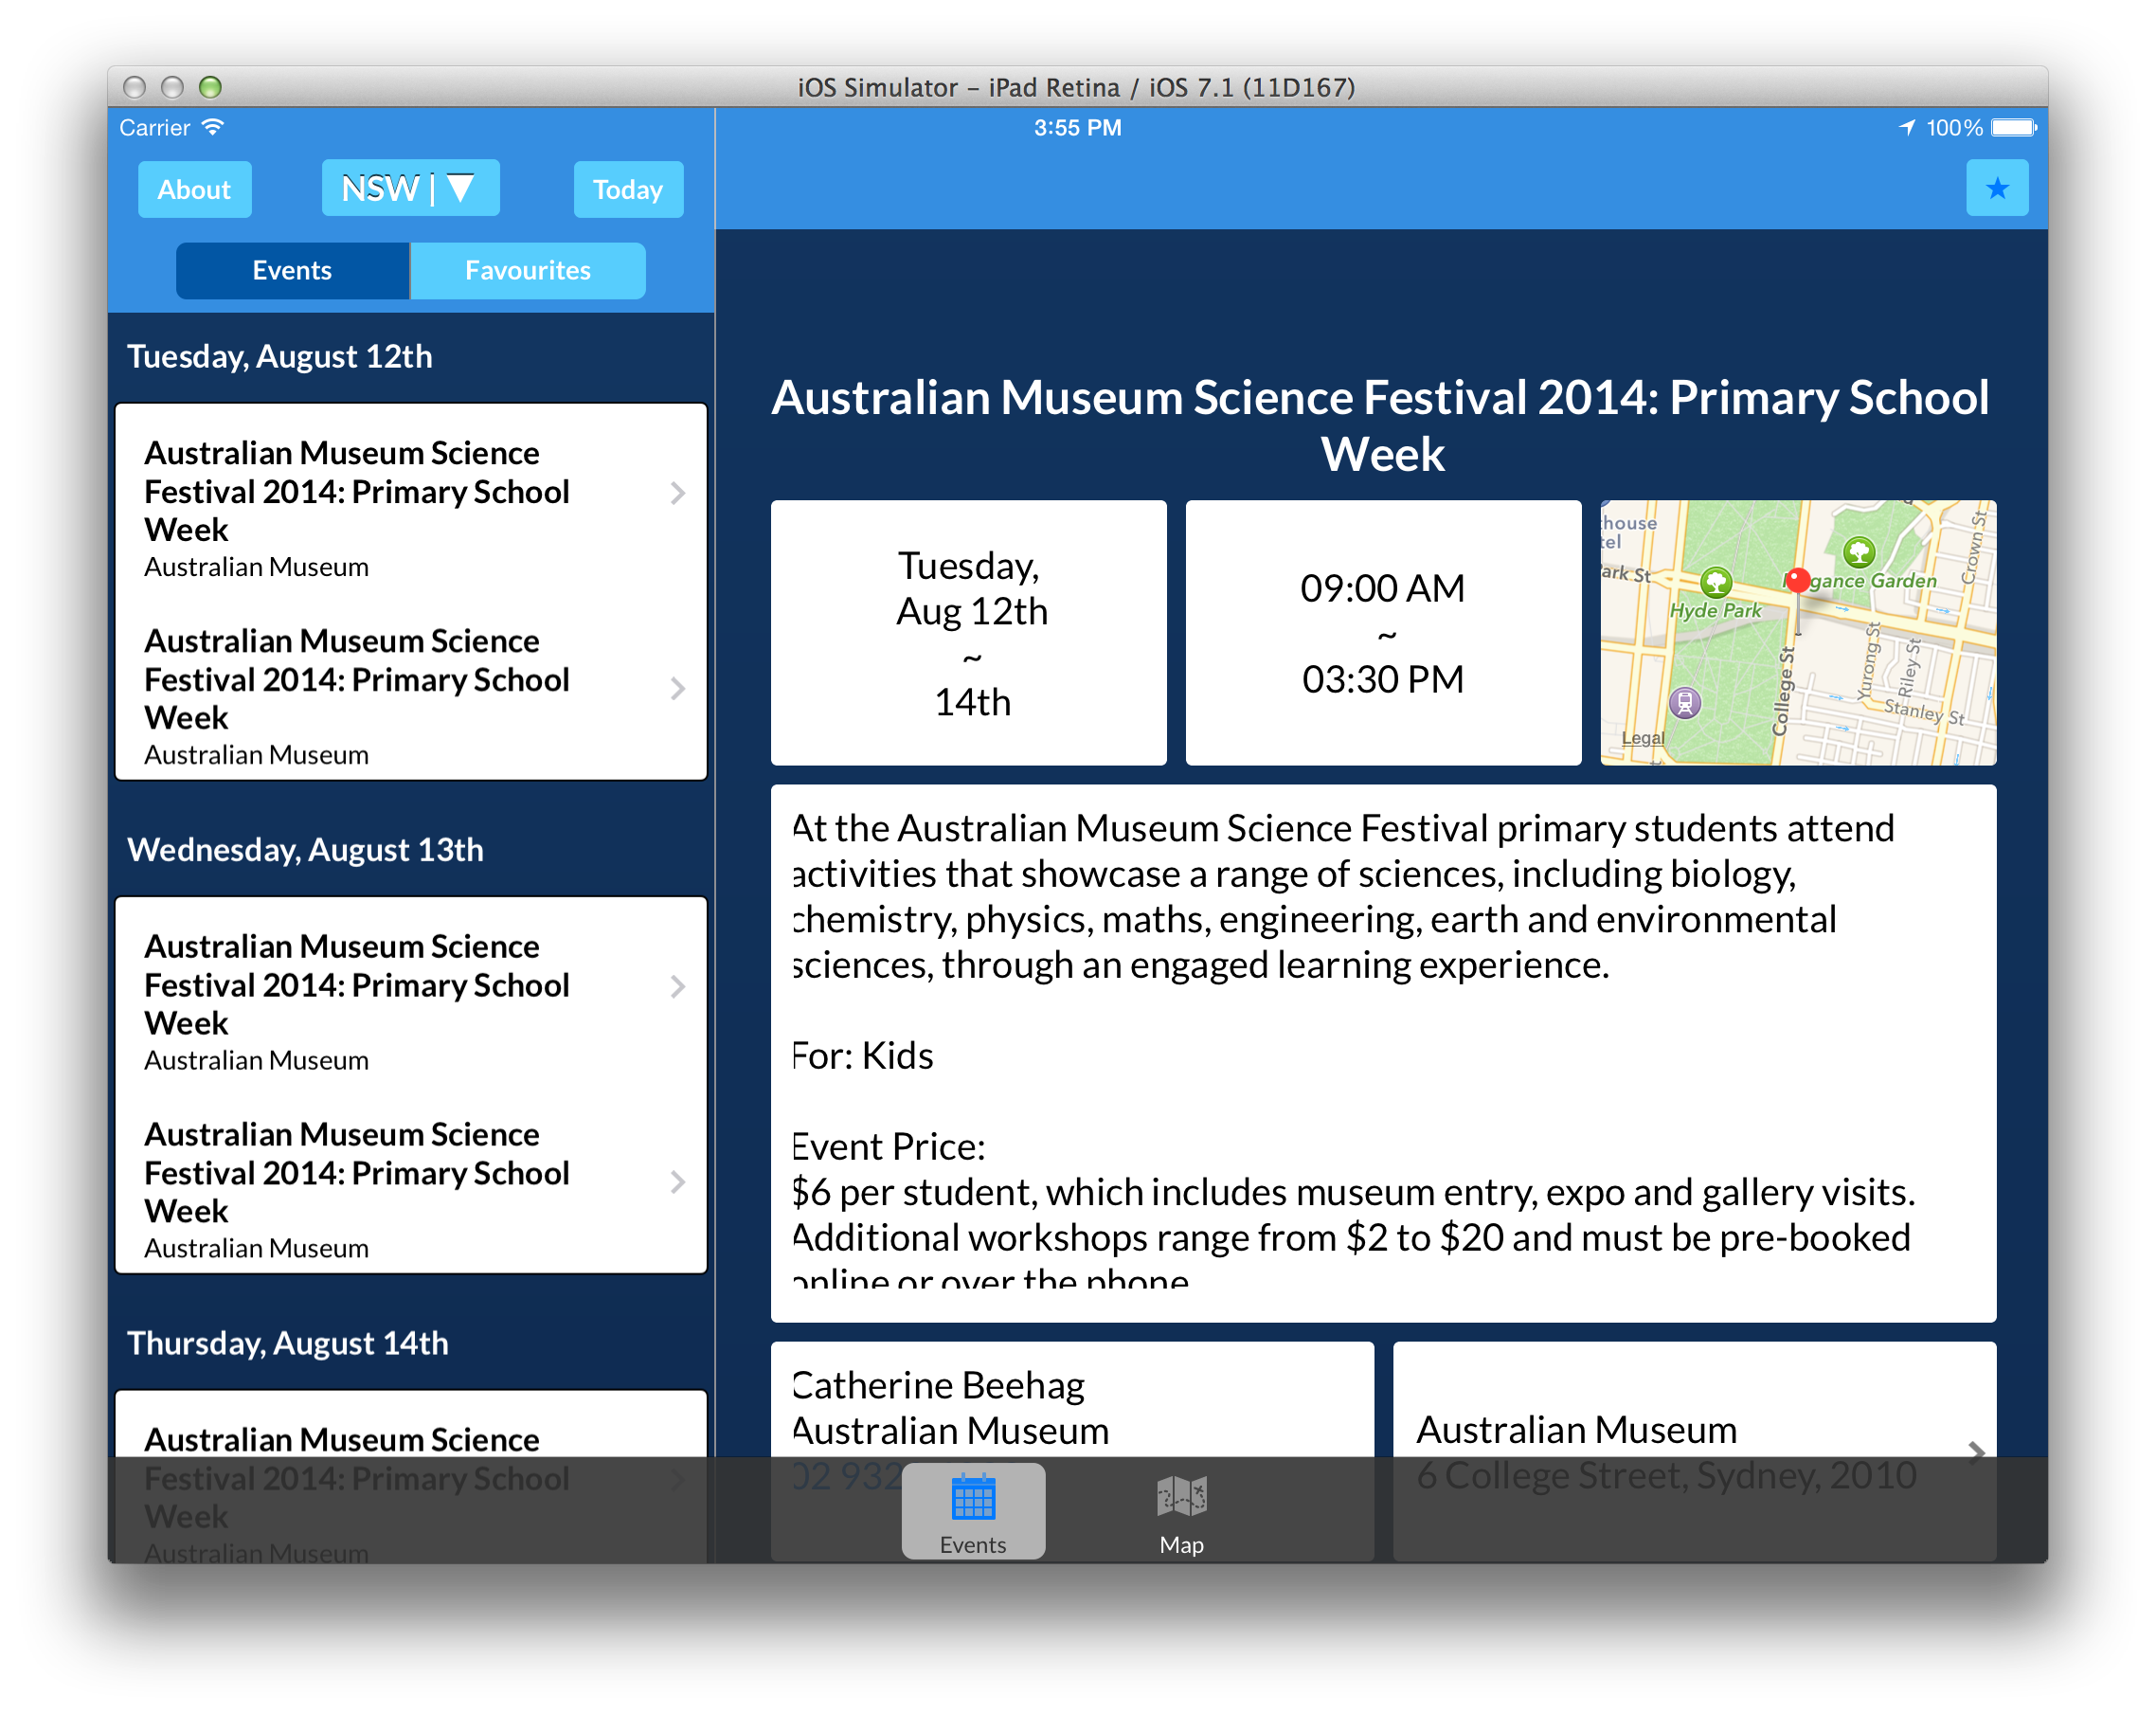 iOS Simulator – iPad Retina / iOS 7.1 (11D167)
Carrier
3:55 PM
100%
About
NSW | ▼
Today
Events
Favourites
Tuesday, August 12th
Australian Museum Science
Festival 2014: Primary School
Week
Australian Museum
Australian Museum Science
Festival 2014: Primary School
Week
Australian Museum
Wednesday, August 13th
Australian Museum Science
Festival 2014: Primary School
Week
Australian Museum
Australian Museum Science
Festival 2014: Primary School
Week
Australian Museum
Thursday, August 14th
Australian Museum Science
Festival 2014: Primary School
Week
Australian Museum
Australian Museum Science Festival 2014: Primary School
Week
Tuesday,
Aug 12th
~
14th
09:00 AM
~
03:30 PM
Hyde Park
Garden
Crown St
College St
Yurong St
Riley St
Stanley St
Legal
At the Australian Museum Science Festival primary students attend
activities that showcase a range of sciences, including biology,
chemistry, physics, maths, engineering, earth and environmental
sciences, through an engaged learning experience.
For: Kids
Event Price:
$6 per student, which includes museum entry, expo and gallery visits.
Additional workshops range from $2 to $20 and must be pre-booked
online or over the phone
Catherine Beehag
Australian Museum
02 932
Australian Museum
6 College Street, Sydney, 2010
Events
Map